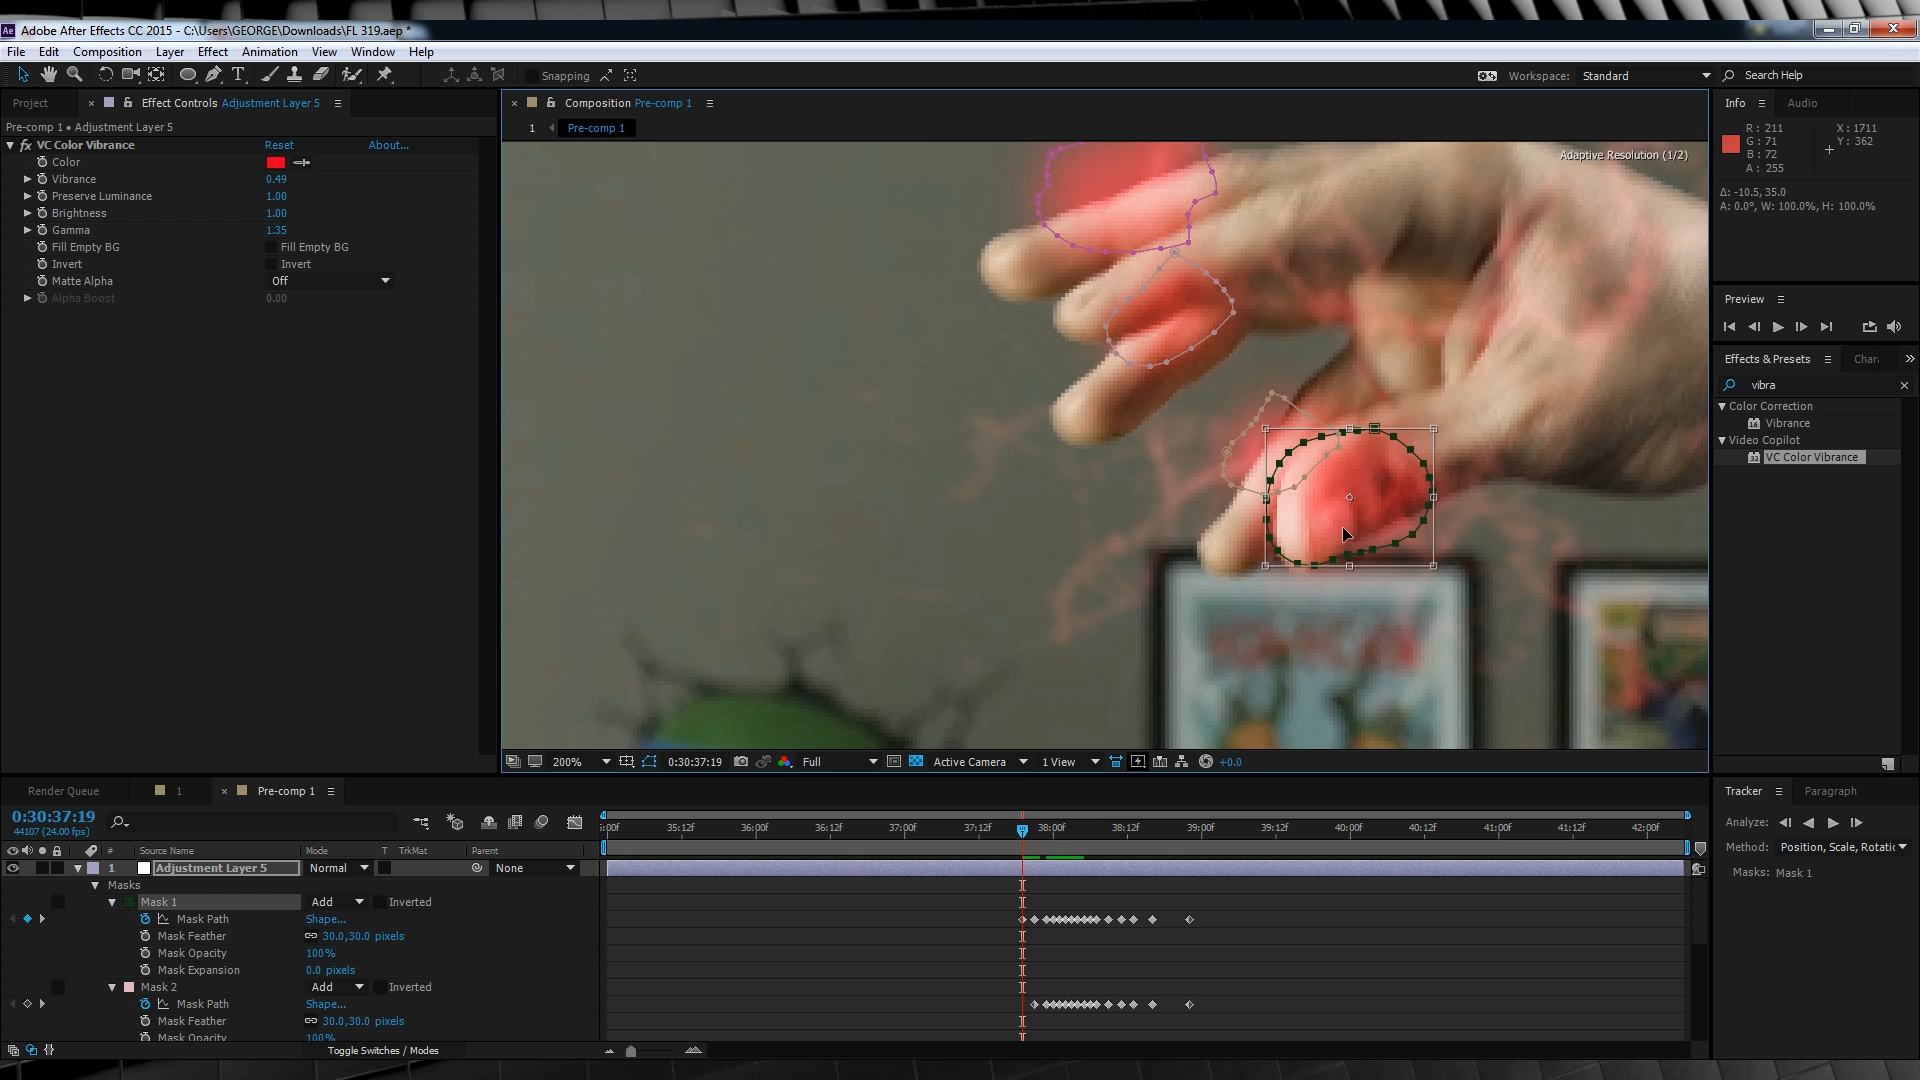 Adobe After Effects CC 2015 - C:\Users\GEORGE\Downloads\FL 319.aep *
File Edit Composition Layer Effect Animation View Window Help
Snapping
Workspace: Standard
Search Help
Project
Effect Controls Adjustment Layer 5
Pre-comp 1 • Adjustment Layer 5
fx VC Color Vibrance Reset About...
Color
Vibrance 0.49
Preserve Luminance 1.00
Brightness 1.00
Gamma 1.35
Fill Empty BG Fill Empty BG
Invert Invert
Matte Alpha Off
Alpha Boost 0.00
Composition Pre-comp 1
1 Pre-comp 1
Adaptive Resolution (1/2)
200% 0:30:37:19 Full Active Camera 1 View +0.0
Info Audio
R : 211 X : 1711
G : 71 Y : 362
B : 72
A : 255
Δ: -10.5, 35.0
A: 0.0°, W: 100.0%, H: 100.0%
Preview
Effects & Presets Chara
vibra
Color Correction
Vibrance
Video Copilot
VC Color Vibrance
Render Queue 1 Pre-comp 1
0:30:37:19
44107 (24.00 fps)
# Source Name Mode T TrkMat Parent
:00f 35:12f 36:00f 36:12f 37:00f 37:12f 38:00f 38:12f 39:00f 39:12f 40:00f 40:12f 41:00f 41:12f 42:00f
1 Adjustment Layer 5 Normal None
Masks
Mask 1 Add Inverted
Mask Path Shape...
Mask Feather 30.0,30.0 pixels
Mask Opacity 100%
Mask Expansion 0.0 pixels
Mask 2 Add Inverted
Mask Path Shape...
Mask Feather 30.0,30.0 pixels
Mask Opacity 100%
Toggle Switches / Modes
Tracker Paragraph
Analyze:
Method: Position, Scale, Rotatio
Masks: Mask 1